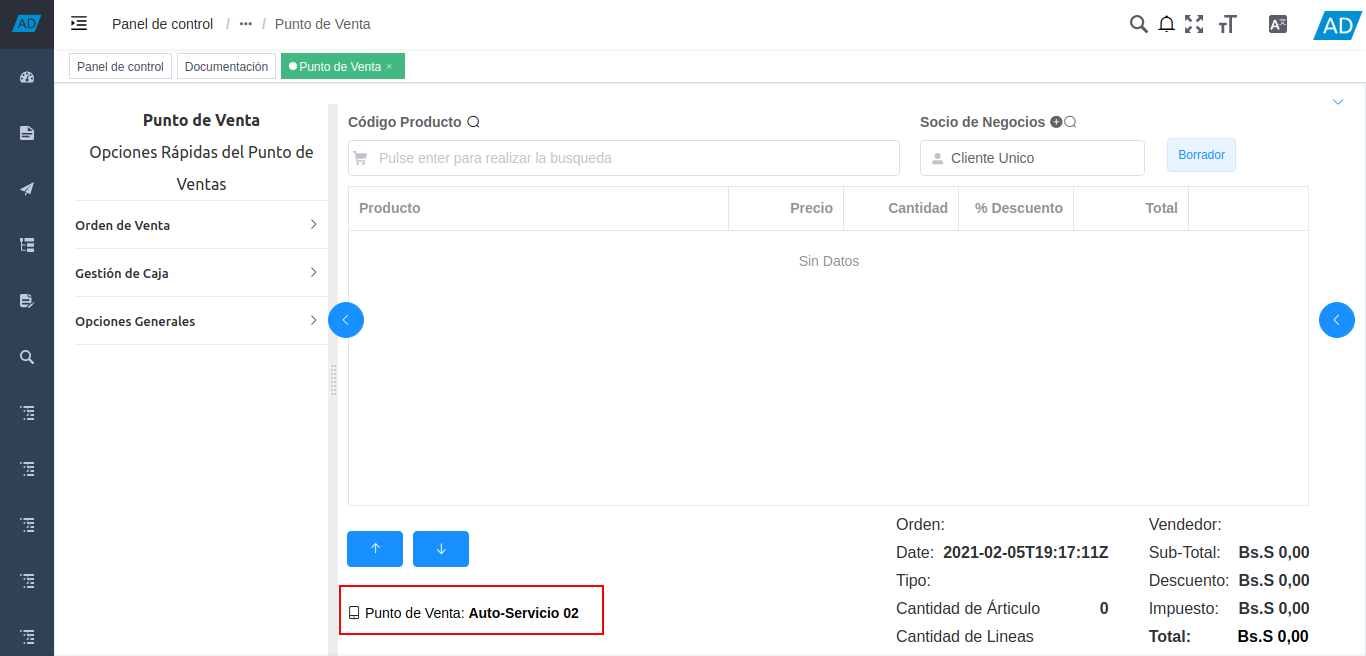 AD
Panel de control / ••• / Punto de Venta
AD
Panel de control
Documentación
Punto de Venta ×
Punto de Venta
Opciones Rápidas del Punto de
Ventas
Orden de Venta
Gestión de Caja
Opciones Generales
Código Producto
Pulse enter para realizar la busqueda
Socio de Negocios
Cliente Unico
Borrador
Producto Precio Cantidad % Descuento Total
Sin Datos
Punto de Venta: Auto-Servicio 02
Orden:
Date: 2021-02-05T19:17:11Z
Tipo:
Cantidad de Árticulo 0
Cantidad de Lineas
Vendedor:
Sub-Total: Bs.S 0,00
Descuento: Bs.S 0,00
Impuesto: Bs.S 0,00
Total: Bs.S 0,00